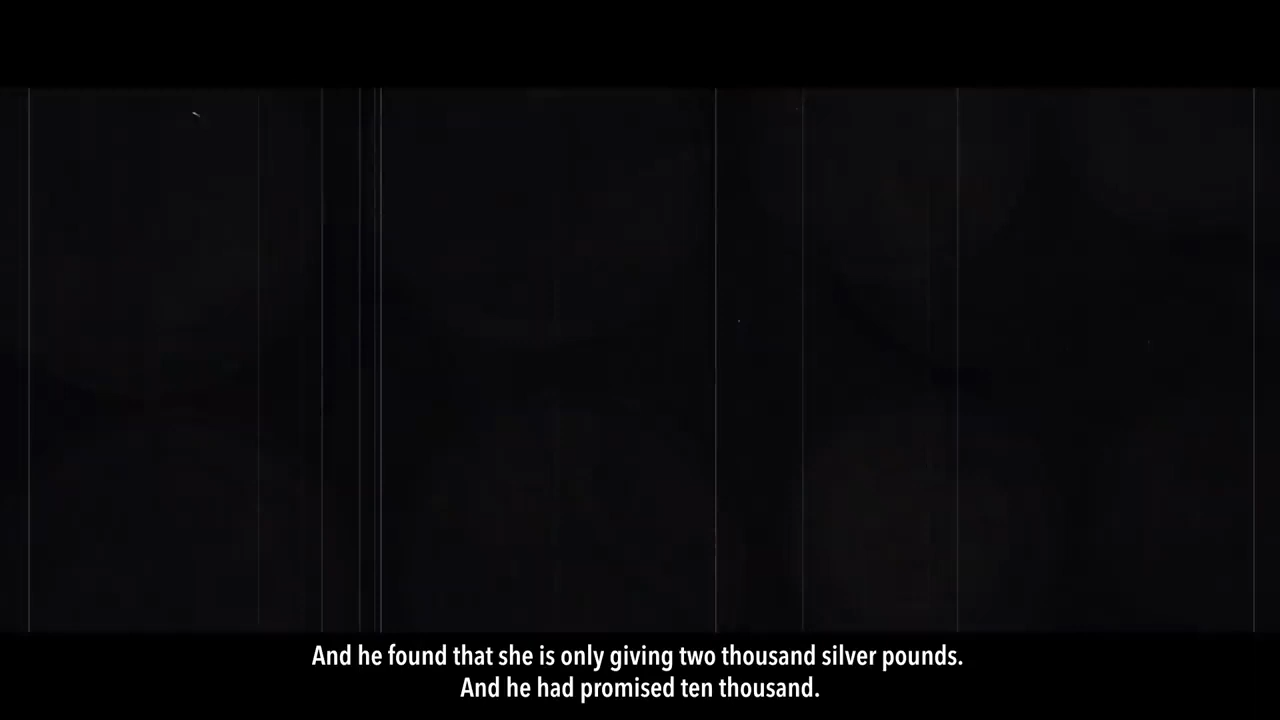 And he found that she is only giving two thousand silver pounds.
And he had promised ten thousand.